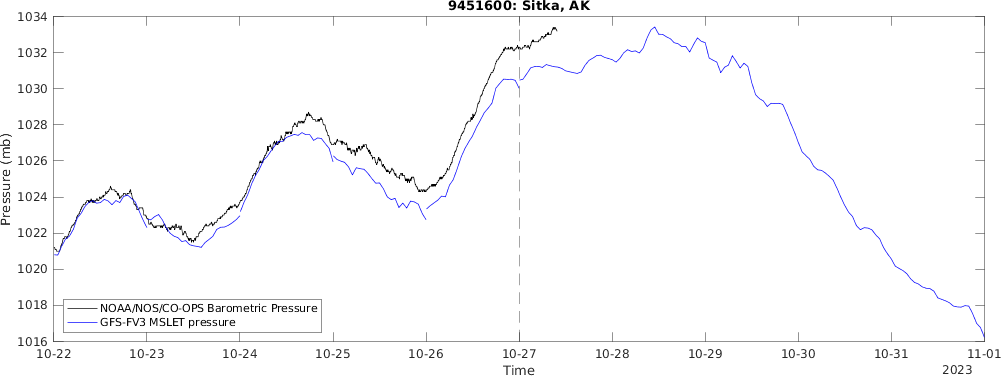 9451600: Sitka, AK
1034
1032
1030
1028
1026
1024
1022
1020
1018
1016
Pressure (mb)
NOAA/NOS/CO-OPS Barometric Pressure
GFS-FV3 MSLET pressure
10-22 10-23 10-24 10-25 10-26 10-27 10-28 10-29 10-30 10-31 11-01
Time
2023